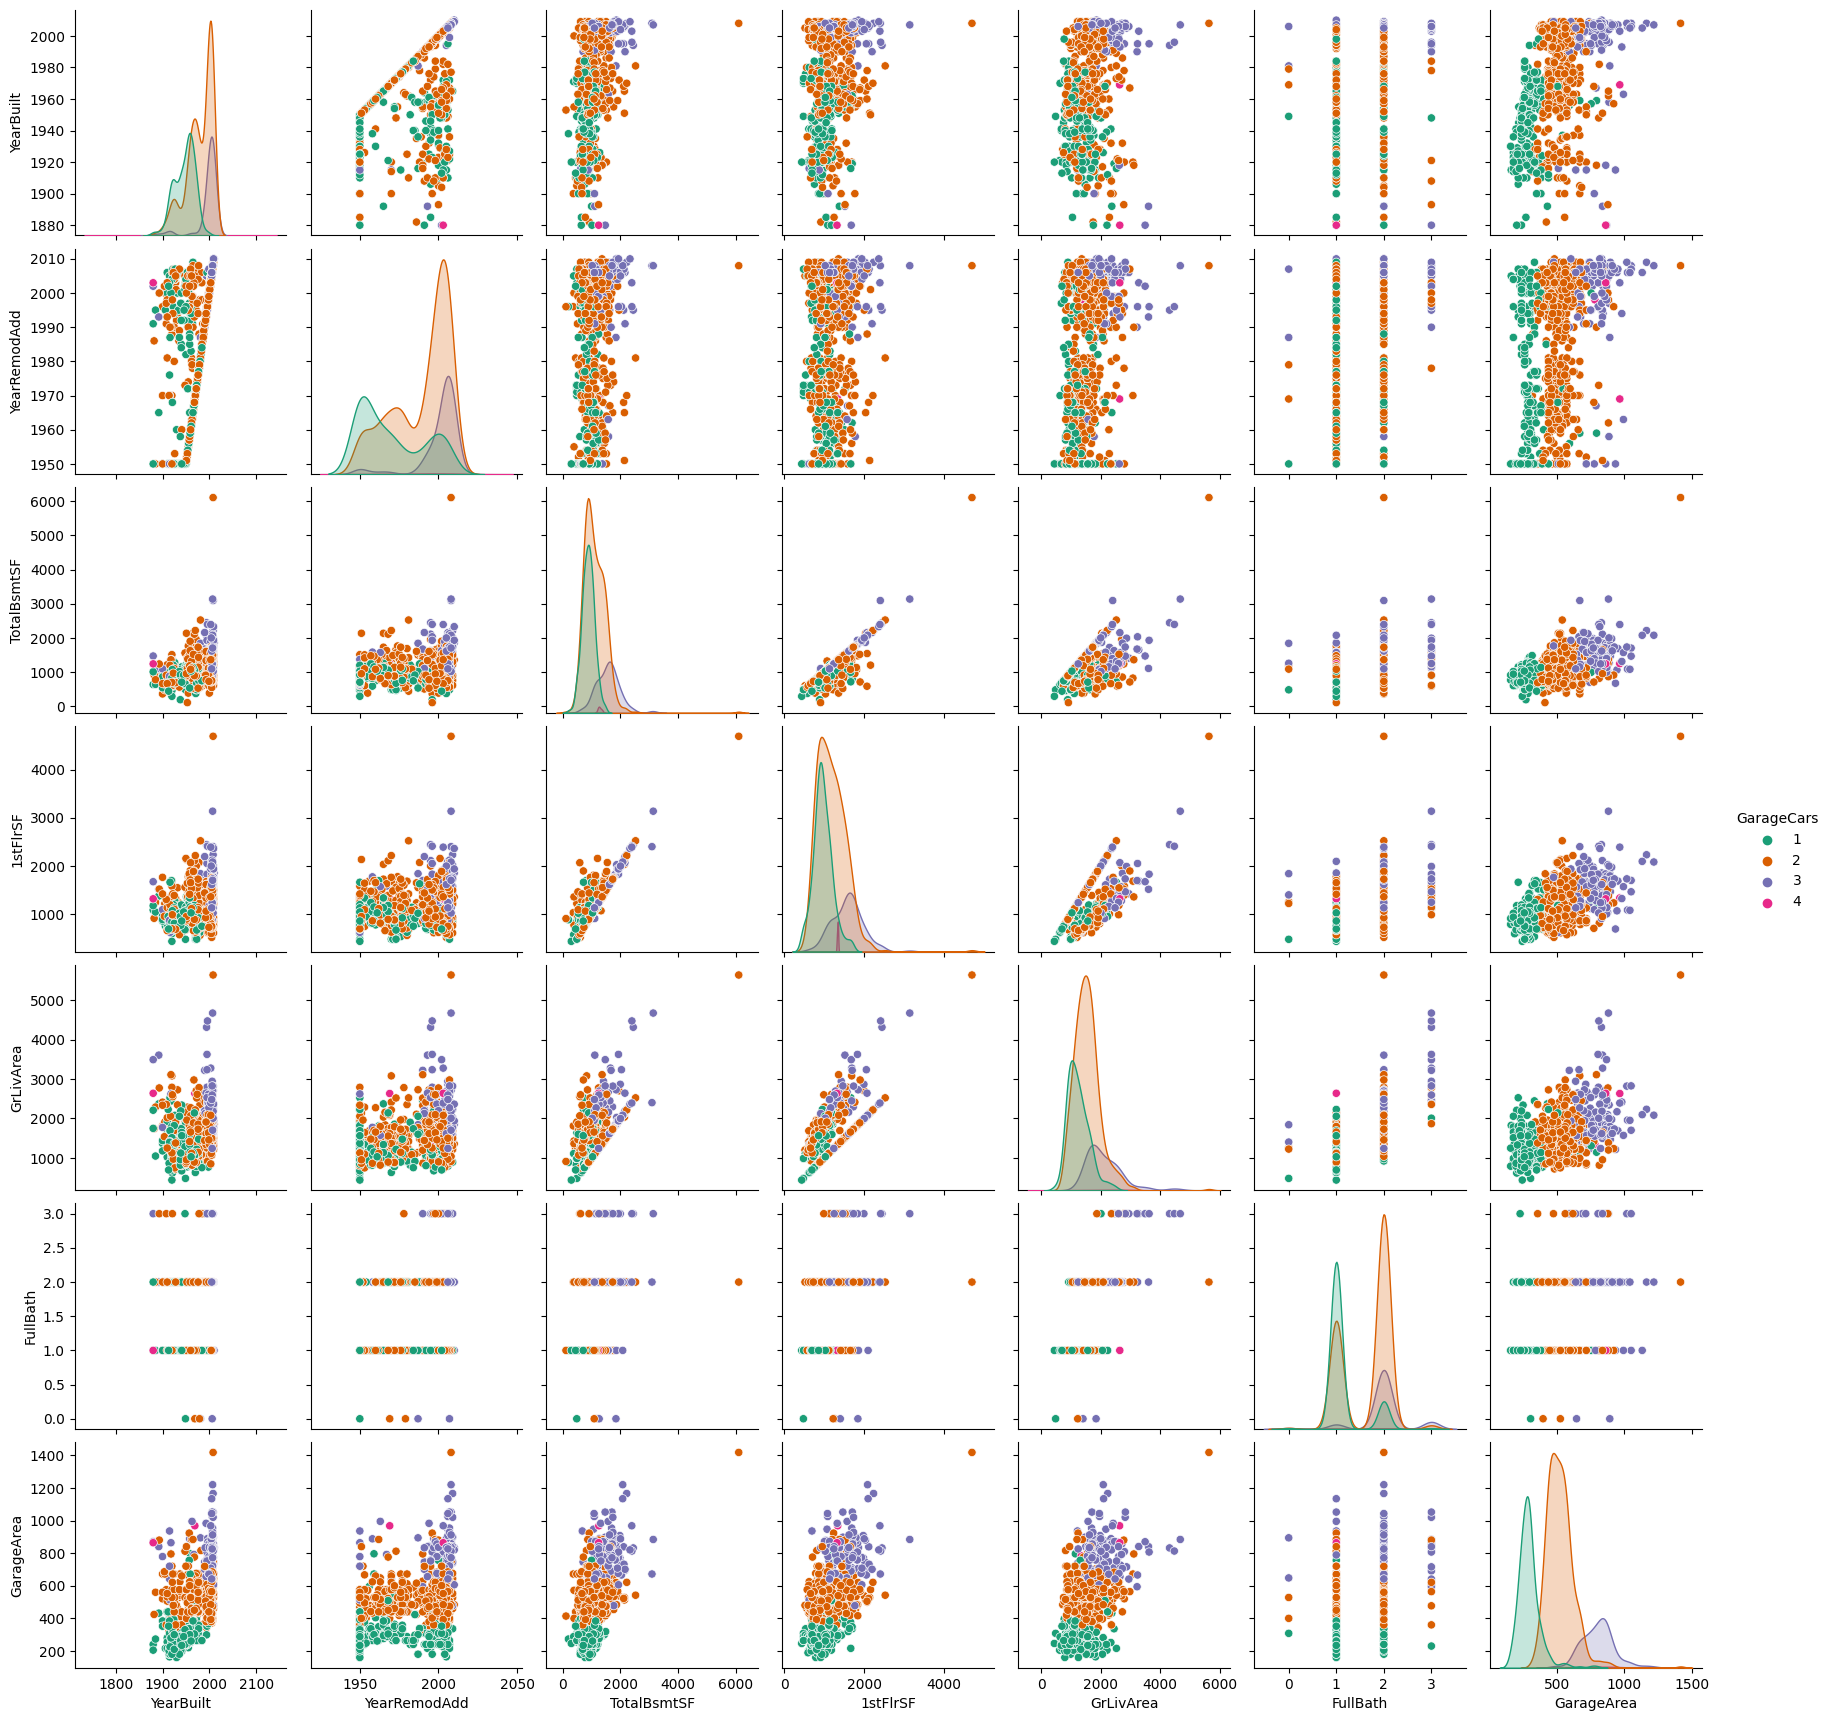 2000
1980
1960
1940
1920
1900
1880
YearBuilt
2010
2000
1990
1980
1970
1960
1950
YearRemodAdd
6000
5000
4000
3000
2000
1000
0
TotalBsmtSF
4000
3000
2000
1000
1stFlrSF
GarageCars
1
2
3
4
5000
4000
3000
2000
1000
GrLivArea
3.0
2.5
2.0
1.5
1.0
0.5
0.0
FullBath
1400
1200
1000
800
600
400
200
GarageArea
1800 1900 2000 2100
YearBuilt
1950 2000 2050
YearRemodAdd
0 2000 4000 6000
TotalBsmtSF
0 2000 4000
1stFlrSF
0 2000 4000 6000
GrLivArea
0 1 2 3
FullBath
500 1000 1500
GarageArea